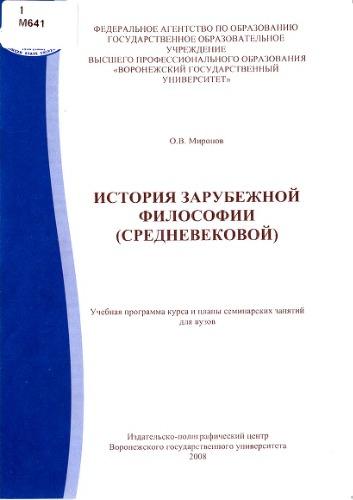 1
М641
ФЕДЕРАЛЬНОЕ АГЕНТСТВО ПО ОБРАЗОВАНИЮ
ГОСУДАРСТВЕННОЕ ОБРАЗОВАТЕЛЬНОЕ
УЧРЕЖДЕНИЕ
ВЫСШЕГО ПРОФЕССИОНАЛЬНОГО ОБРАЗОВАНИЯ
«ВОРОНЕЖСКИЙ ГОСУДАРСТВЕННЫЙ
УНИВЕРСИТЕТ»
О.В. Миронов
ИСТОРИЯ ЗАРУБЕЖНОЙ
ФИЛОСОФИИ
(СРЕДНЕВЕКОВОЙ)
Учебная программа курса и планы семинарских занятий
для вузов
Издательско-полиграфический центр
Воронежского государственного университета
2008